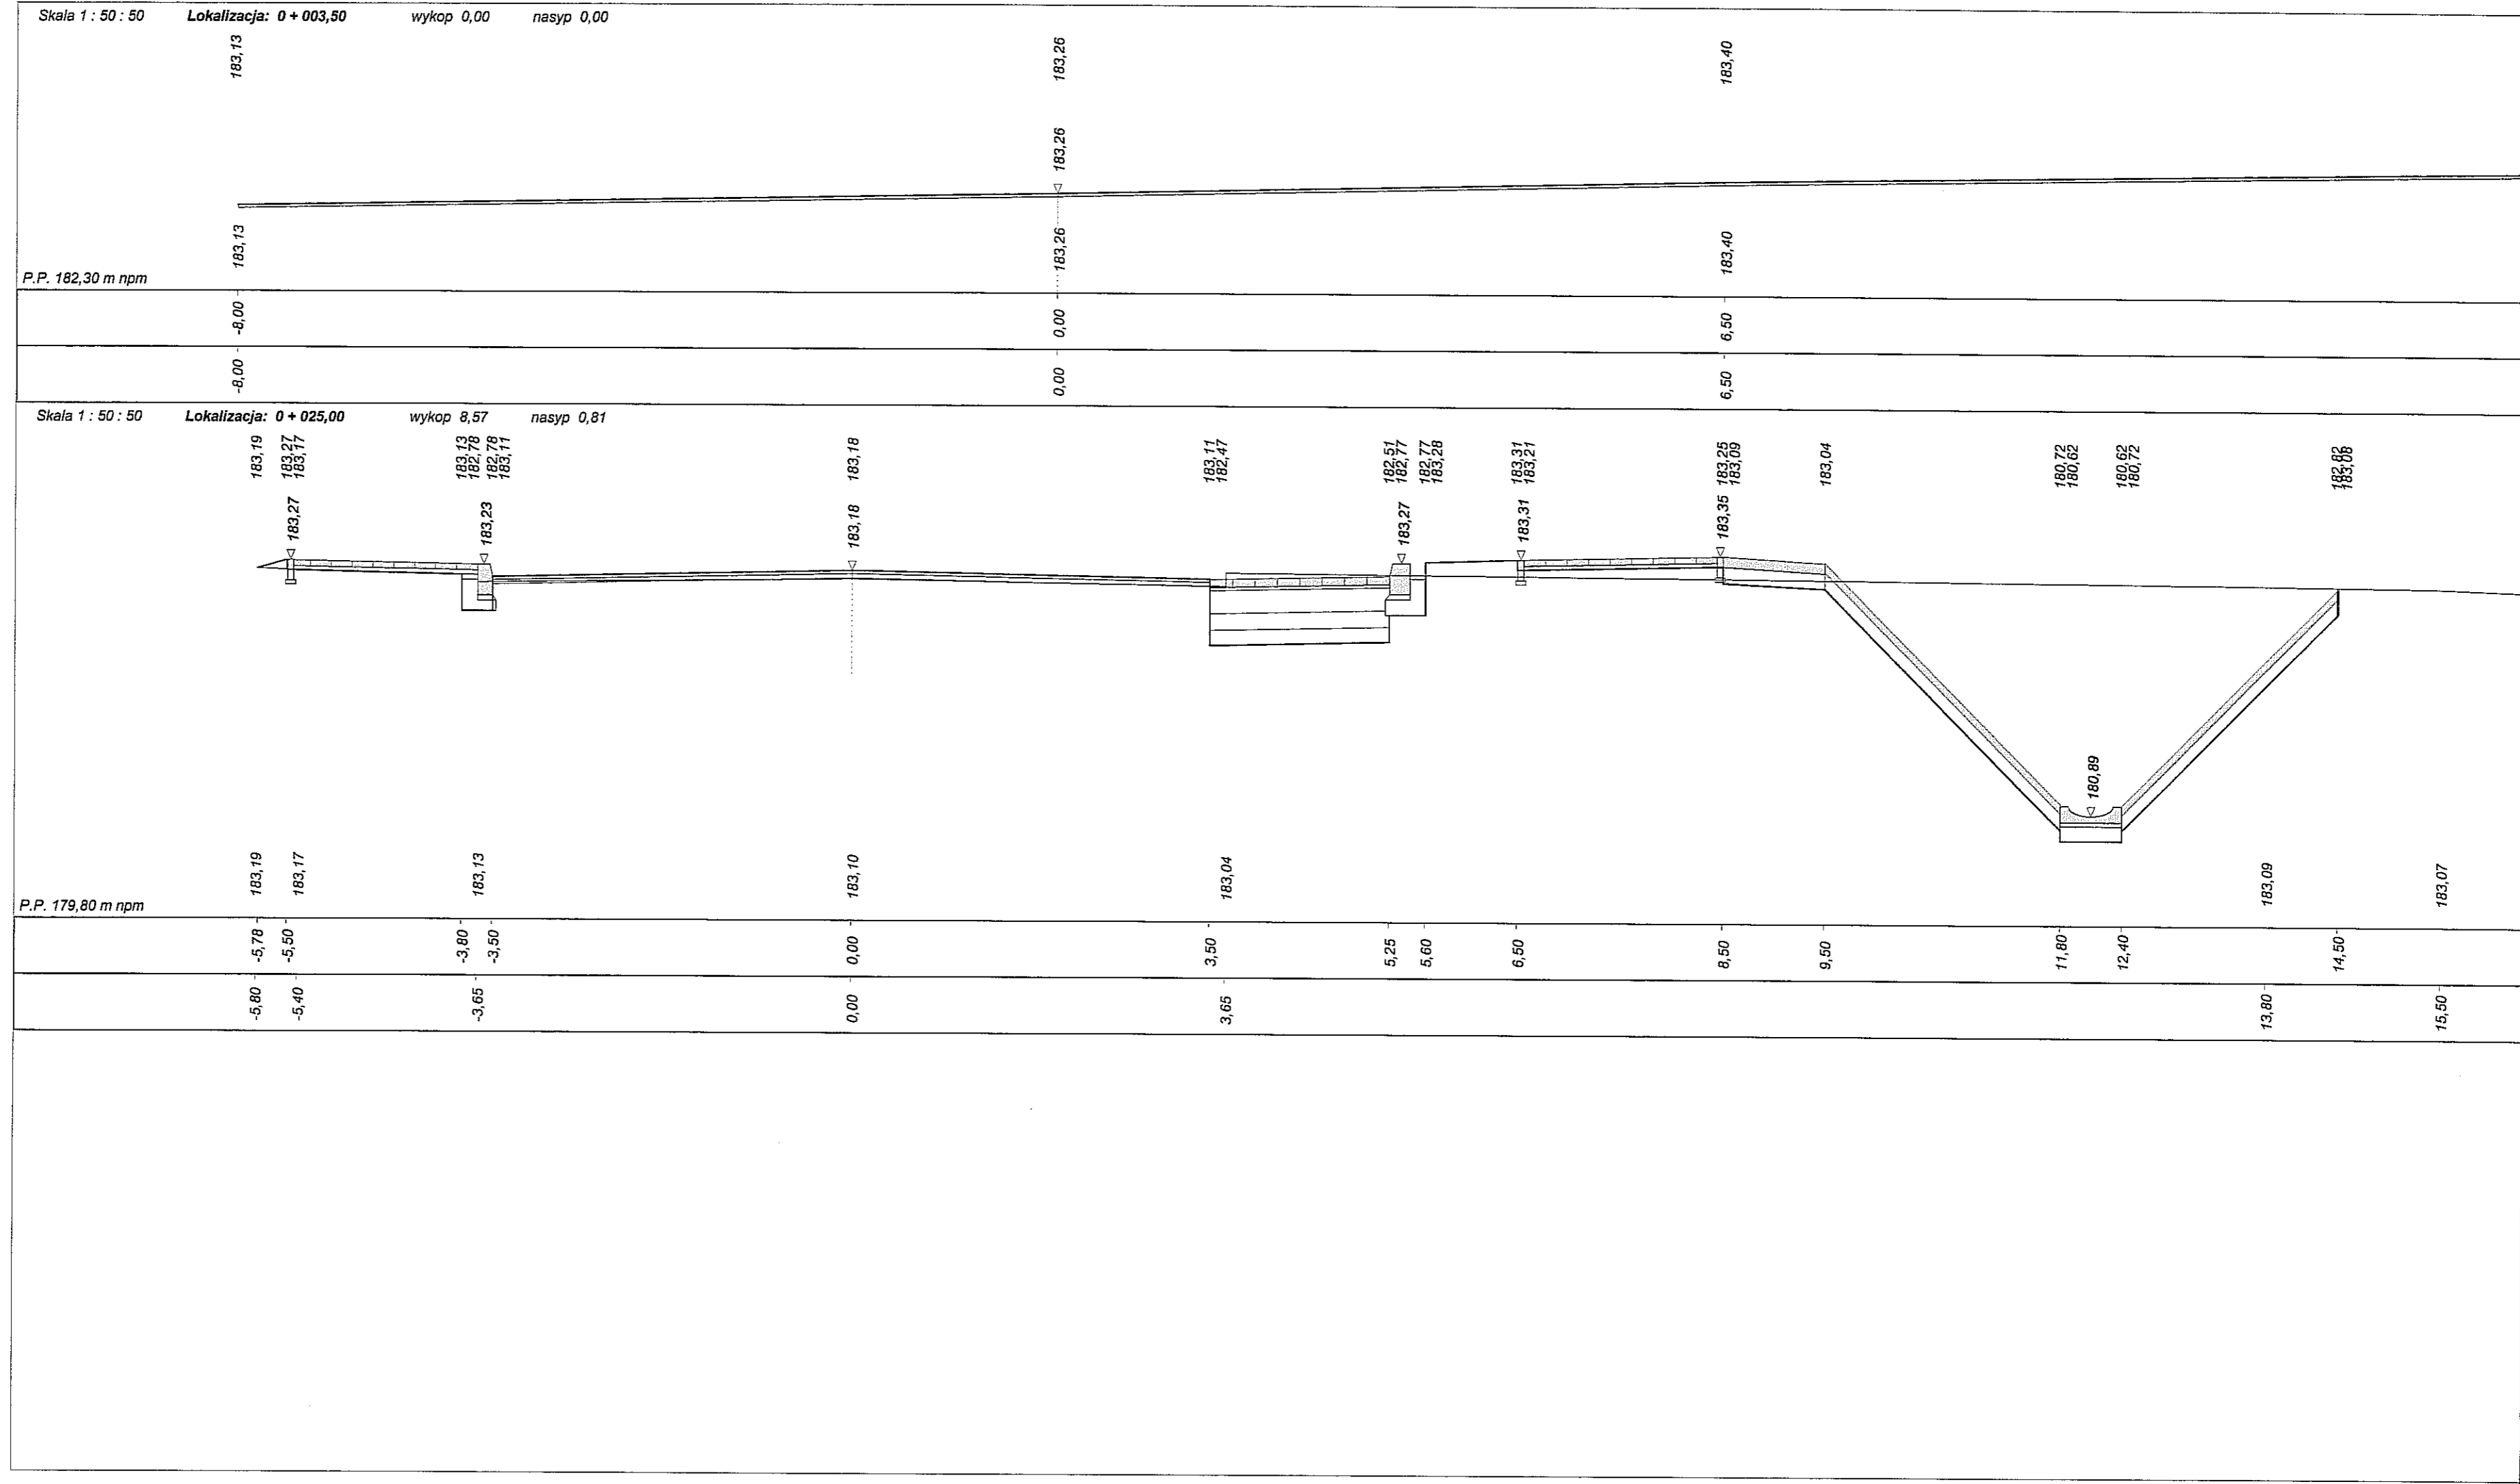 Skala 1 : 50 : 50 Lokalizacja: 0 + 003,50 wykop 0,00 nasyp 0,00
183,13 183,26 183,40
183,26
183,13 183,26 183,40
P.P. 182,30 m npm
-8,00 0,00 6,50
-8,00 0,00 6,50
Skala 1 : 50 : 50 Lokalizacja: 0 + 025,00 wykop 8,57 nasyp 0,81
183,19 183,27 183,17 183,13 182,78 182,78 183,11 183,18 183,11 182,47 182,51 182,77 182,77 183,28 183,31 183,21 183,25 183,09 183,04 180,72 180,62 180,62 180,72 182,82 183,08
183,27 183,23 183,18 183,27 183,31 183,35
180,89
183,19 183,17 183,13 183,10 183,04 183,09 183,07
P.P. 179,80 m npm
-5,78 -5,50 -3,80 -3,50 0,00 3,50 5,25 5,60 6,50 8,50 9,50 11,80 12,40 14,50
-5,80 -5,40 -3,65 0,00 3,65 13,80 15,50